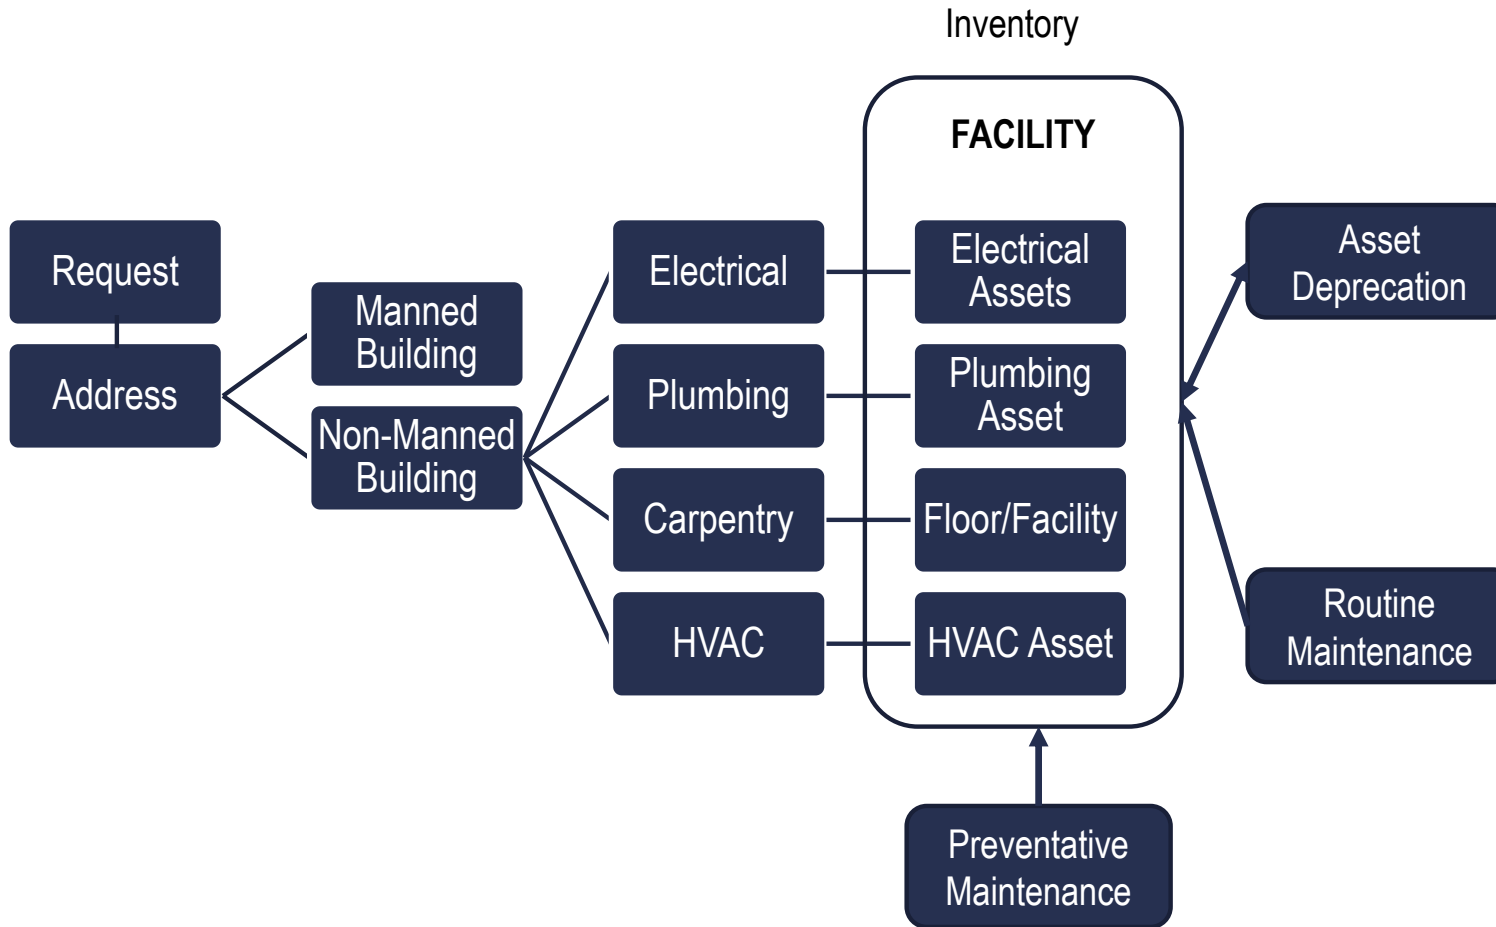 Inventory
FACILITY
Request
Address
Manned
Building
Non-Manned
Building
Electrical
Plumbing
Carpentry
HVAC
Electrical
Assets
Plumbing
Asset
Floor/Facility
HVAC Asset
Asset
Deprecation
Routine
Maintenance
Preventative
Maintenance